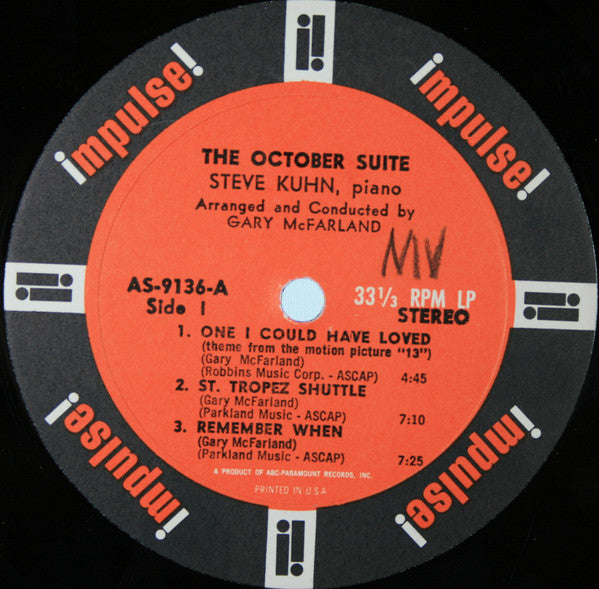 impulse!
impulse!
THE OCTOBER SUITE
STEVE KUHN, piano
Arranged and Conducted by
GARY McFARLAND
MV
AS-9136-A
Side 1
33 1/3 RPM LP
STEREO
1. ONE I COULD HAVE LOVED
(theme from the motion picture "13")
(Gary McFarland)
(Robbins Music Corp. - ASCAP) 4:45
2. ST. TROPEZ SHUTTLE
(Gary McFarland)
(Parkland Music - ASCAP) 7:10
3. REMEMBER WHEN
(Gary McFarland)
(Parkland Music - ASCAP) 7:25
A PRODUCT OF ABC-PARAMOUNT RECORDS, INC.
PRINTED IN U.S.A.
impulse!
impulse!